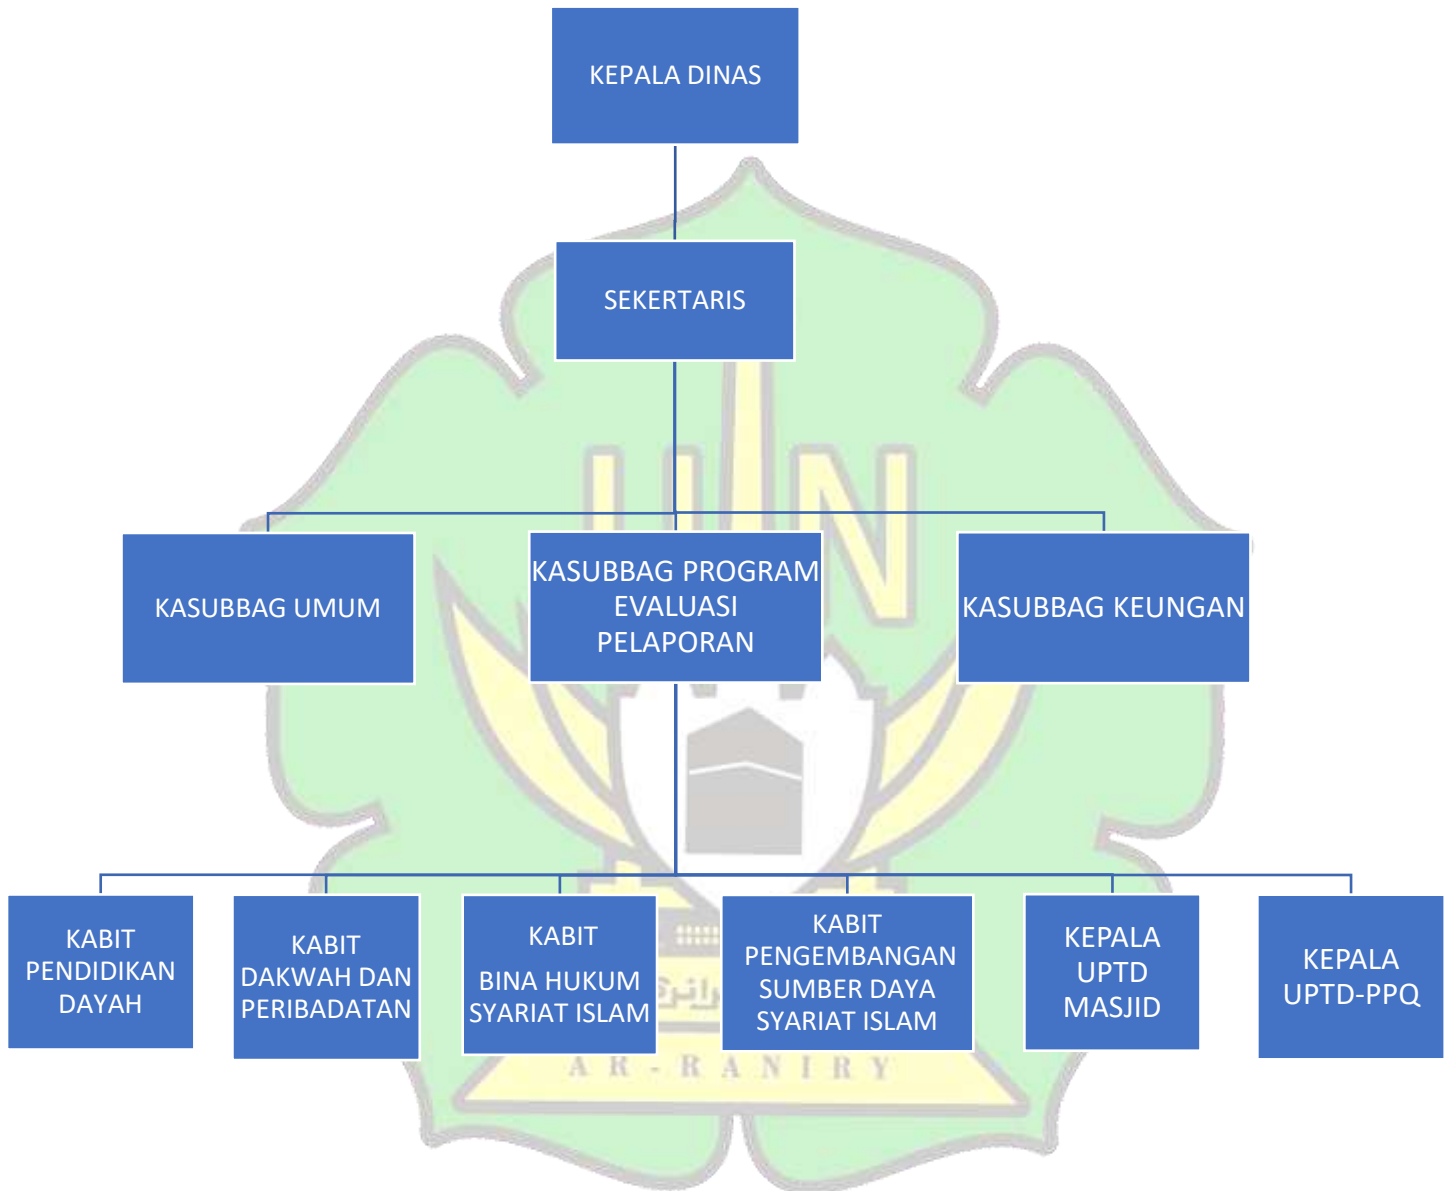 KEPALA DINAS
SEKERTARIS
UIN
KASUBBAG UMUM
KASUBBAG PROGRAM
EVALUASI
PELAPORAN
KASUBBAG KEUNGAN
KABIT
PENDIDIKAN
DAYAH
KABIT
DAKWAH DAN
PERIBADATAN
KABIT
BINA HUKUM
SYARIAT ISLAM
KABIT
PENGEMBANGAN
SUMBER DAYA
SYARIAT ISLAM
KEPALA
UPTD
MASJID
KEPALA
UPTD-PPQ
AR-RANIRY